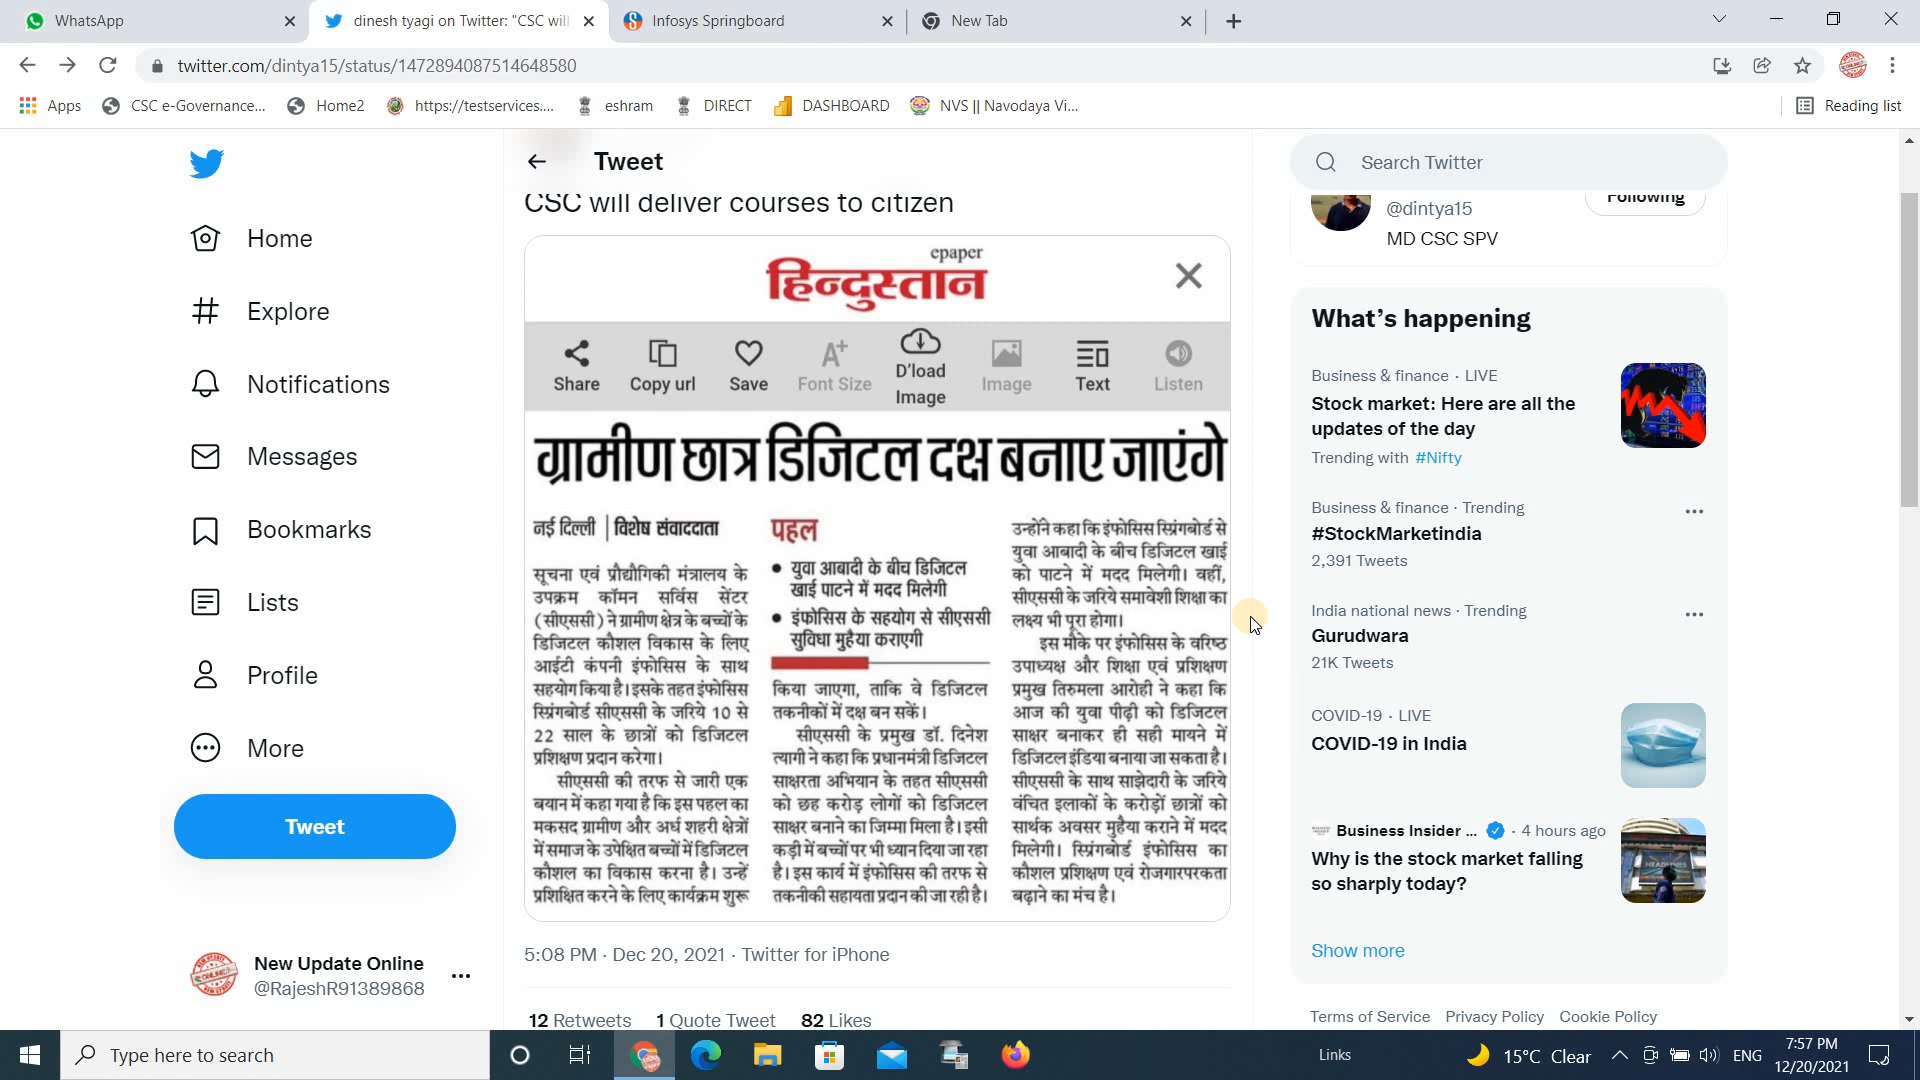 WhatsApp
dinesh tyagi on Twitter: "CSC will
Infosys Springboard
New Tab
twitter.com/dintya15/status/1472894087514648580
Apps
CSC e-Governance...
Home2
https://testservices....
eshram
DIRECT
DASHBOARD
NVS || Navodaya Vi...
Reading list
Home
Explore
Notifications
Messages
Bookmarks
Lists
Profile
More
Tweet
New Update Online
@RajeshR91389868
Tweet
CSC will deliver courses to citizen
epaper
हिन्दुस्तान
Share
Copy url
Save
A+
Font Size
D'load
Image
Image
Text
Listen
ग्रामीण छात्र डिजिटल दक्ष बनाए जाएंगे
नई दिल्ली | विशेष संवाददाता
सूचना एवं प्रौद्योगिकी मंत्रालय के
उपक्रम कॉमन सर्विस सेंटर
(सीएससी) ने ग्रामीण क्षेत्र के बच्चों के
डिजिटल कौशल विकास के लिए
आईटी कंपनी इंफोसिस के साथ
सहयोग किया है। इसके तहत इंफोसिस
स्प्रिंगबोर्ड सीएससी के जरिये 10 से
22 साल के छात्रों को डिजिटल
प्रशिक्षण प्रदान करेगा।
सीएससी की तरफ से जारी एक
बयान में कहा गया है कि इस पहल का
मकसद ग्रामीण और अर्ध शहरी क्षेत्रों
में समाज के उपेक्षित बच्चों में डिजिटल
कौशल का विकास करना है। उन्हें
प्रशिक्षित करने के लिए कार्यक्रम शुरू
पहल
• युवा आबादी के बीच डिजिटल
खाई पाटने में मदद मिलेगी
• इंफोसिस के सहयोग से सीएससी
सुविधा मुहैया कराएगी
किया जाएगा, ताकि वे डिजिटल
तकनीकों में दक्ष बन सकें।
सीएससी के प्रमुख डॉ. दिनेश
त्यागी ने कहा कि प्रधानमंत्री डिजिटल
साक्षरता अभियान के तहत सीएससी
को छह करोड़ लोगों को डिजिटल
साक्षर बनाने का जिम्मा मिला है। इसी
कड़ी में बच्चों पर भी ध्यान दिया जा रहा
है। इस कार्य में इंफोसिस की तरफ से
तकनीकी सहायता प्रदान की जा रही है।
उन्होंने कहा कि इंफोसिस स्प्रिंगबोर्ड से
युवा आबादी के बीच डिजिटल खाई
को पाटने में मदद मिलेगी। वहीं,
सीएससी के जरिये समावेशी शिक्षा का
लक्ष्य भी पूरा होगा।
इस मौके पर इंफोसिस के वरिष्ठ
उपाध्यक्ष और शिक्षा एवं प्रशिक्षण
प्रमुख तिरुमला आरोही ने कहा कि
आज की युवा पीढ़ी को डिजिटल
साक्षर बनाकर ही सही मायने में
डिजिटल इंडिया बनाया जा सकता है।
सीएससी के साथ साझेदारी के जरिये
वंचित इलाकों के करोड़ों छात्रों को
सार्थक अवसर मुहैया कराने में मदद
मिलेगी। स्प्रिंगबोर्ड इंफोसिस का
कौशल प्रशिक्षण एवं रोजगारपरकता
बढ़ाने का मंच है।
5:08 PM · Dec 20, 2021 · Twitter for iPhone
12 Retweets 1 Quote Tweet 82 Likes
Search Twitter
@dintya15
MD CSC SPV
Following
What's happening
Business & finance · LIVE
Stock market: Here are all the
updates of the day
Trending with #Nifty
Business & finance · Trending
#StockMarketindia
2,391 Tweets
India national news · Trending
Gurudwara
21K Tweets
COVID-19 · LIVE
COVID-19 in India
Business Insider ... · 4 hours ago
Why is the stock market falling
so sharply today?
Show more
Terms of Service Privacy Policy Cookie Policy
Type here to search
Links
15°C Clear
ENG
7:57 PM
12/20/2021